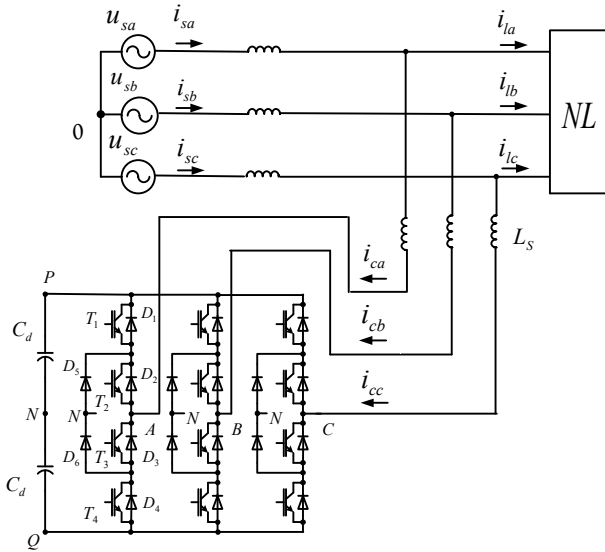 u_sa i_sa i_la
u_sb i_sb i_lb
0 NL
u_sc i_sc i_lc
i_ca L_S
P
T_1 D_1 i_cb
C_d
D_5 D_2
T_2 i_cc
N N A N B N C
D_6 T_3 D_3
C_d
T_4 D_4
Q